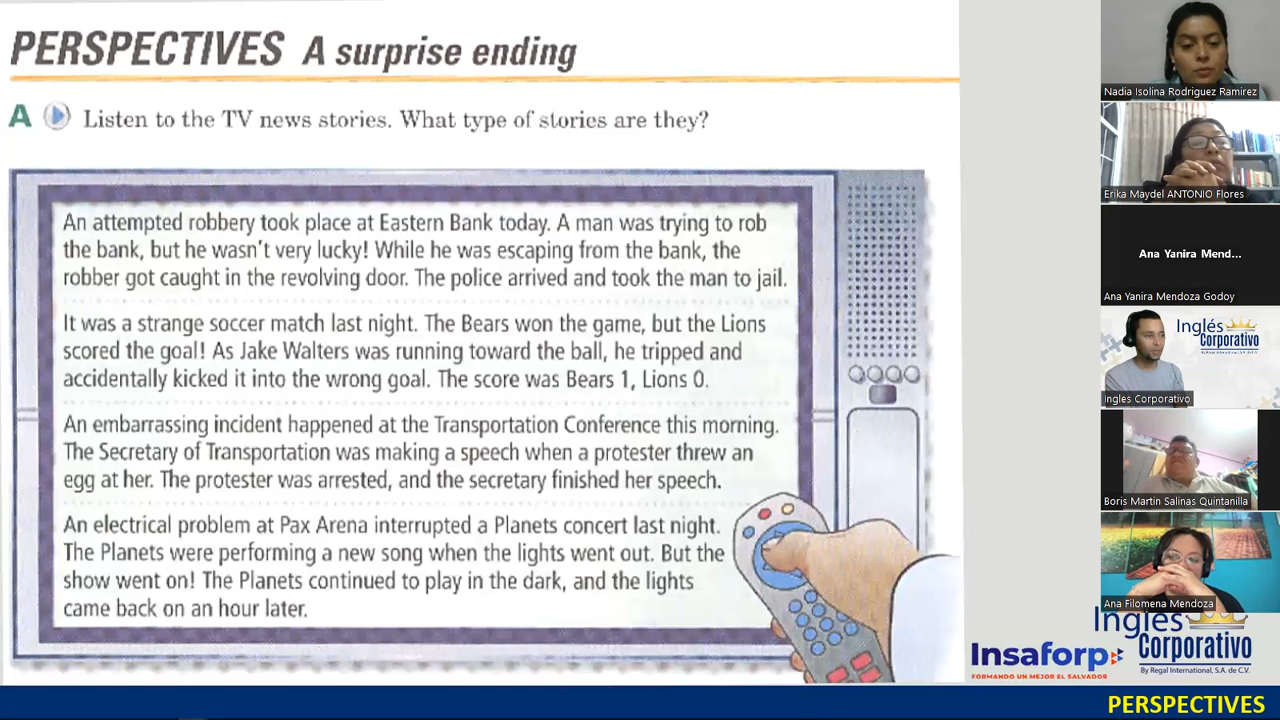 PERSPECTIVES A surprise ending
A Listen to the TV news stories. What type of stories are they?
An attempted robbery took place at Eastern Bank today. A man was trying to rob
the bank, but he wasn't very lucky! While he was escaping from the bank, the
robber got caught in the revolving door. The police arrived and took the man to jail.
It was a strange soccer match last night. The Bears won the game, but the Lions
scored the goal! As Jake Walters was running toward the ball, he tripped and
accidentally kicked it into the wrong goal. The score was Bears 1, Lions 0.
An embarrassing incident happened at the Transportation Conference this morning.
The Secretary of Transportation was making a speech when a protester threw an
egg at her. The protester was arrested, and the secretary finished her speech.
An electrical problem at Pax Arena interrupted a Planets concert last night.
The Planets were performing a new song when the lights went out. But the
show went on! The Planets continued to play in the dark, and the lights
came back on an hour later.
Nadia Isolina Rodriguez Ramirez
Erika Maydel ANTONIO Flores
Ana Yanira Mend...
Ana Yanira Mendoza Godoy
Inglés
Corporativo
By Regal International, S.A. de C.V.
Ingles Corporativo
Boris Martin Salinas Quintanilla
Ana Filomena Mendoza
Inglés
Corporativo
By Regal International, S.A. de C.V.
Insaforp
FORMANDO UN MEJOR EL SALVADOR
PERSPECTIVES